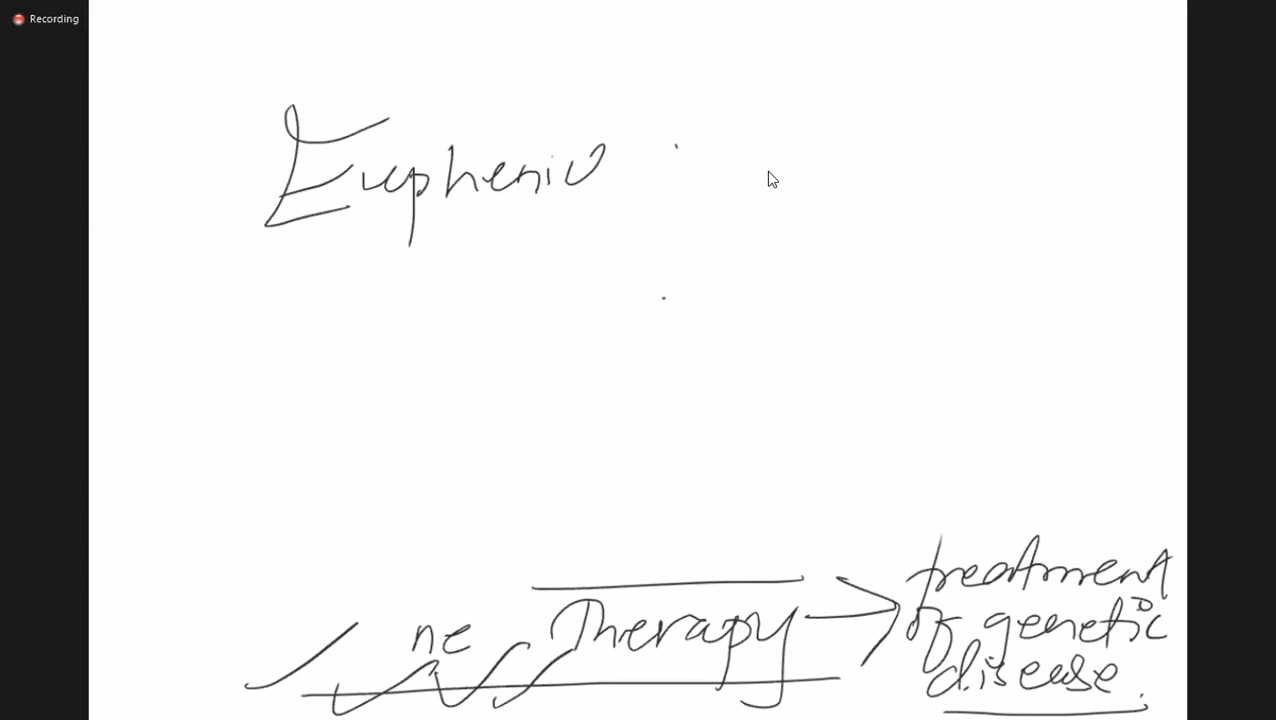 Recording
Euphenic
ne Therapy
treatment
of genetic
disease.